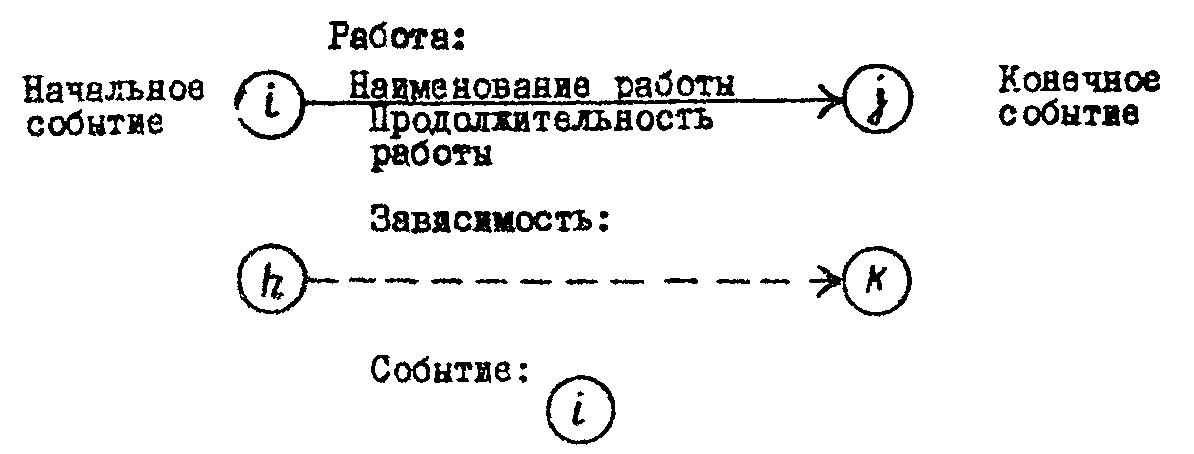 Работа:
Начальное событие
i
Наименование работы
Продолжительность
работы
j
Конечное событие
Зависимость:
h
к
Событие:
i